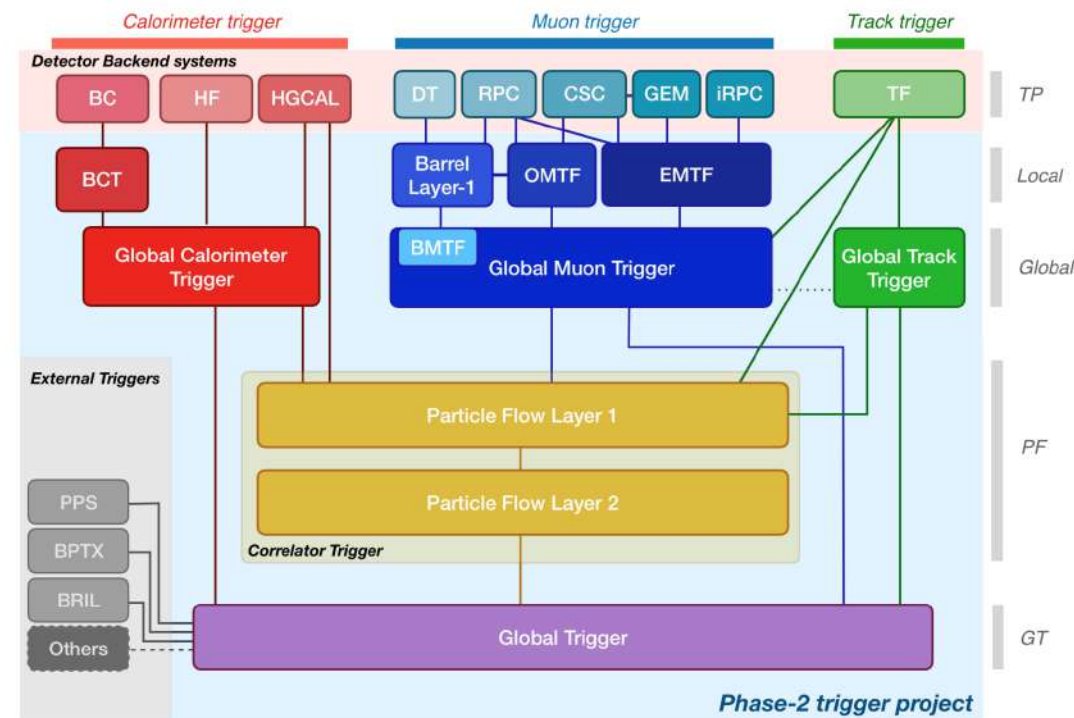 Calorimeter trigger
Muon trigger
Track trigger
Detector Backend systems
BC
HF
HGCAL
DT
RPC
CSC
GEM
iRPC
TF
TP
BCT
Barrel
Layer-1
OMTF
EMTF
Local
Global Calorimeter
Trigger
BMTF
Global Muon Trigger
Global Track
Trigger
Global
External Triggers
Particle Flow Layer 1
PF
Particle Flow Layer 2
Correlator Trigger
PPS
BPTX
BRIL
Others
Global Trigger
GT
Phase-2 trigger project